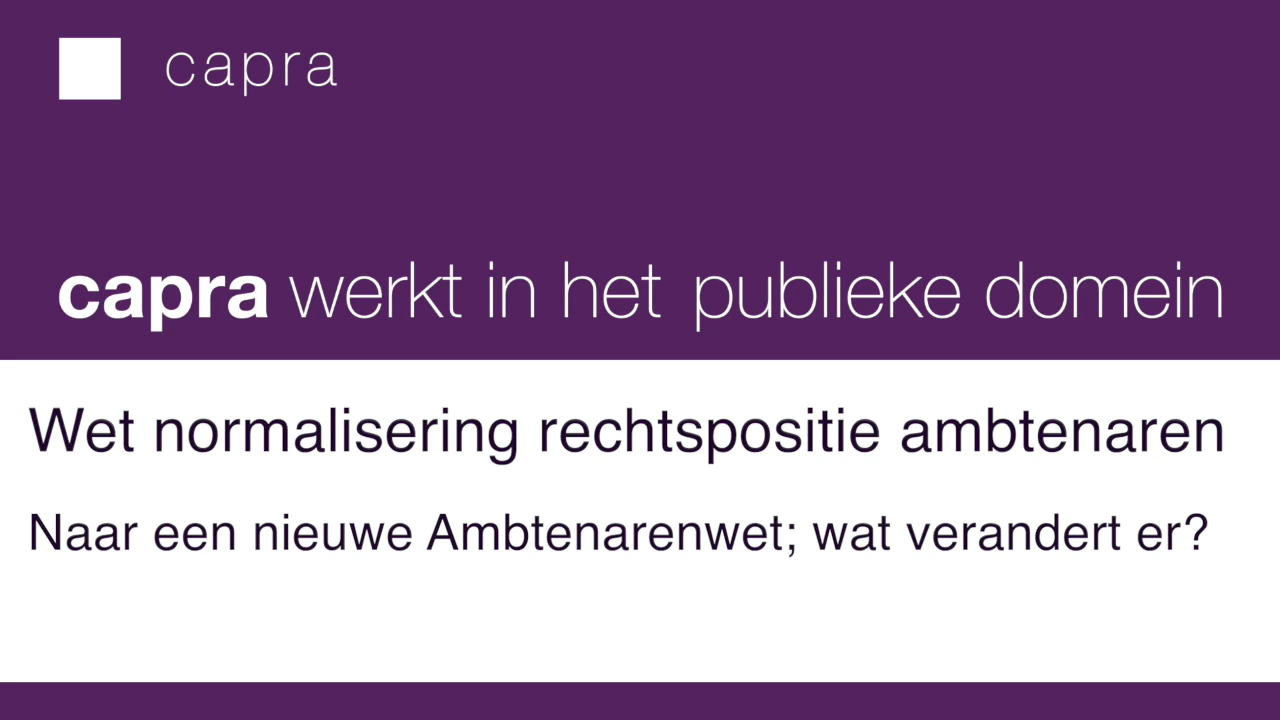 capra
capra werkt in het publieke domein
Wet normalisering rechtspositie ambtenaren
Naar een nieuwe Ambtenarenwet; wat verandert er?